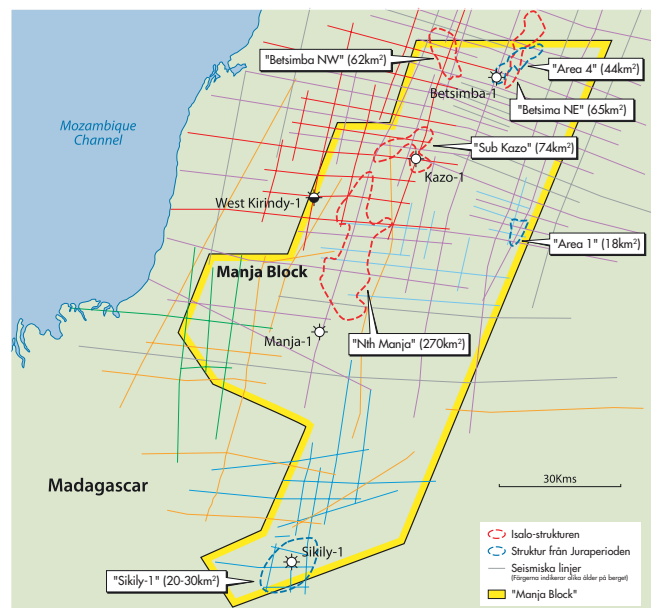 "Betsimba NW" (62km²)
"Area 4" (44km²)
Betsimba-1
"Betsima NE" (65km²)
Mozambique
Channel
"Sub Kazo" (74km²)
Kazo-1
West Kirindy-1
"Area 1" (18km²)
Manja Block
Manja-1
"Nth Manja" (270km²)
Madagascar
30Kms
Sikily-1
"Sikily-1" (20-30km²)
Isalo-strukturen
Struktur från Juraperioden
Seismiska linjer
(Färgerna indikerar olika ålder på berget)
"Manja Block"